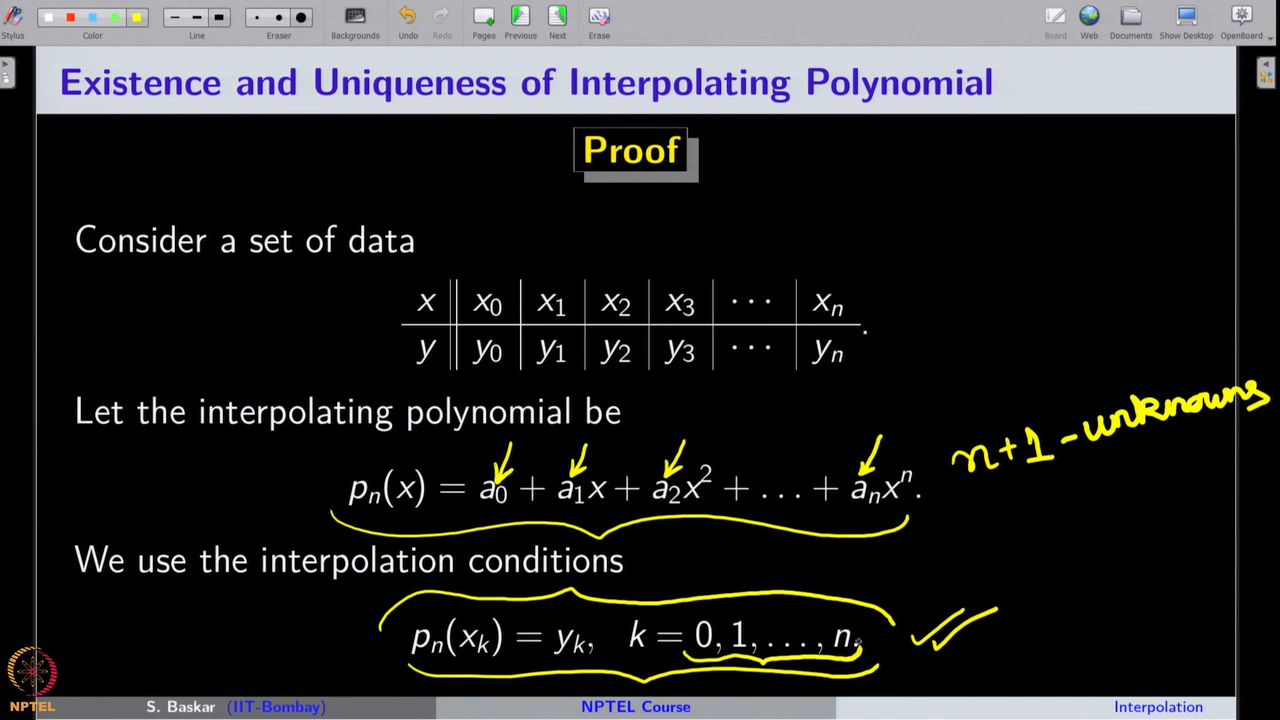 Stylus Color Line Eraser Backgrounds Undo Redo Pages Previous Next Erase Board Web Documents Show Desktop OpenBoard
Existence and Uniqueness of Interpolating Polynomial
Proof
Consider a set of data
x x₀ x₁ x₂ x₃ ⋯ xₙ
y y₀ y₁ y₂ y₃ ⋯ yₙ .
Let the interpolating polynomial be
n+1 - unknowns
pₙ(x) = a₀ + a₁x + a₂x² + . . . + aₙxⁿ.
We use the interpolation conditions
pₙ(xₖ) = yₖ, k = 0, 1, . . . , n.
NPTEL S. Baskar (IIT-Bombay) NPTEL Course Interpolation